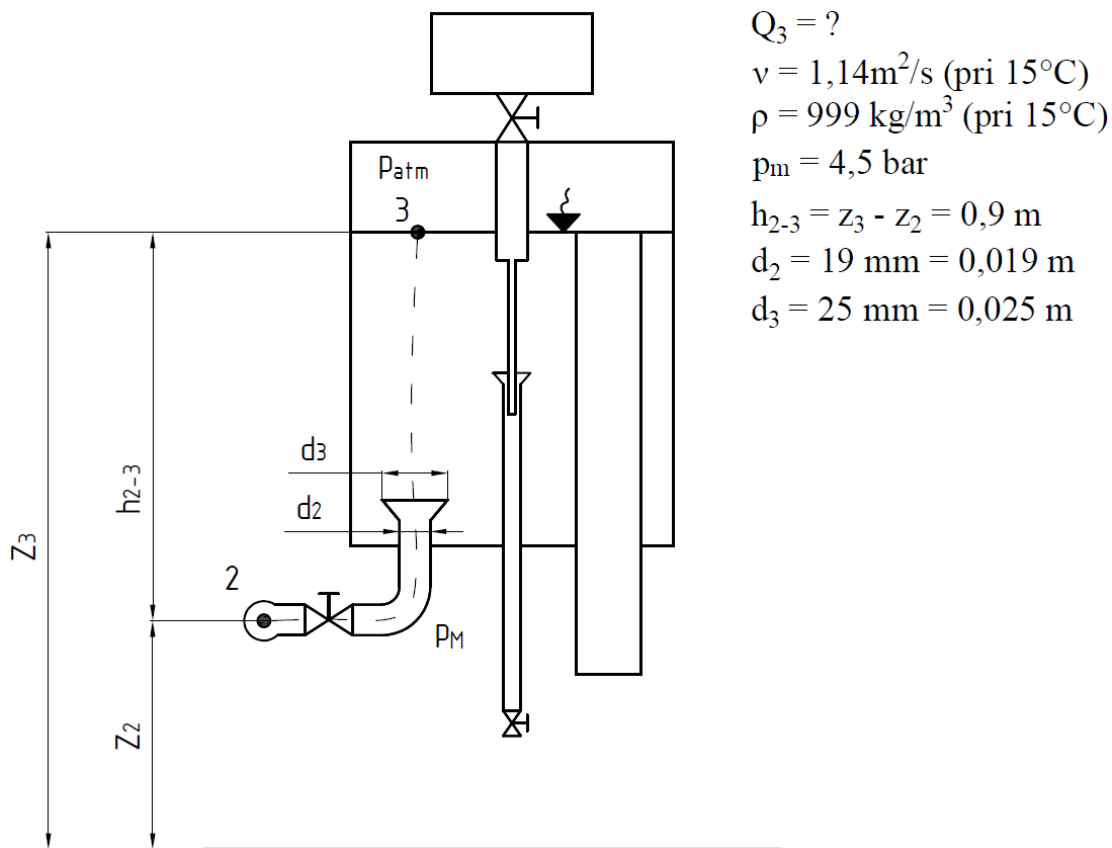 Q3 = ?
ν = 1,14m²/s (pri 15°C)
ρ = 999 kg/m³ (pri 15°C)
pm = 4,5 bar
h2-3 = z3 - z2 = 0,9 m
d2 = 19 mm = 0,019 m
d3 = 25 mm = 0,025 m
Patm
3
d3
d2
h2-3
Z3
2
PM
Z2